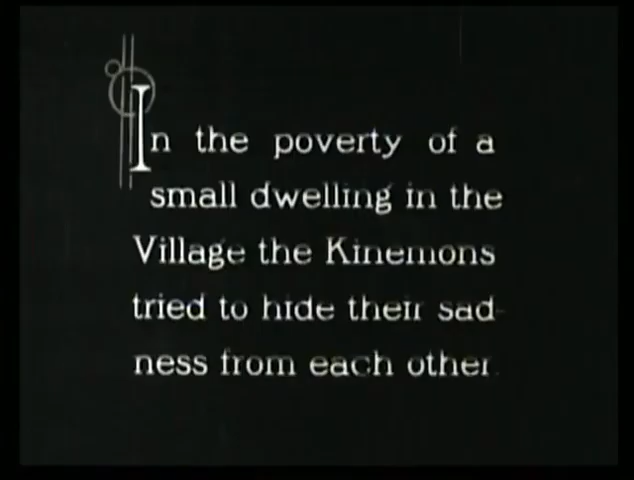 In the poverty of a
small dwelling in the
Village the Kinemons
tried to hide their sad-
ness from each other.